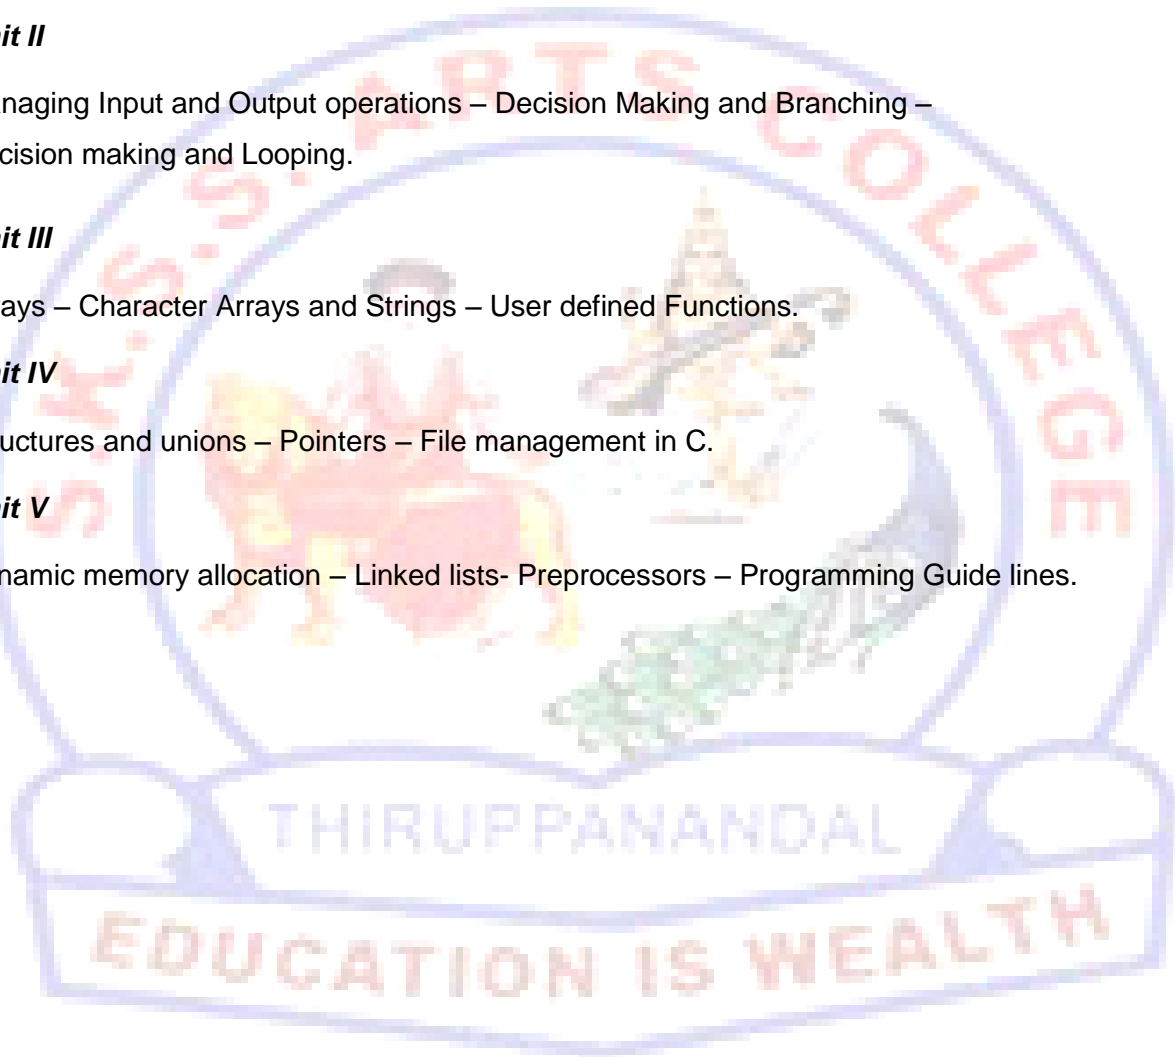 it II
naging Input and Output operations – Decision Making and Branching –
cision making and Looping.
it III
ays – Character Arrays and Strings – User defined Functions.
it IV
uctures and unions – Pointers – File management in C.
it V
namic memory allocation – Linked lists- Preprocessors – Programming Guide lines.
S.K.S.S. ARTS COLLEGE
THIRUPPANANDAL
EDUCATION IS WEALTH